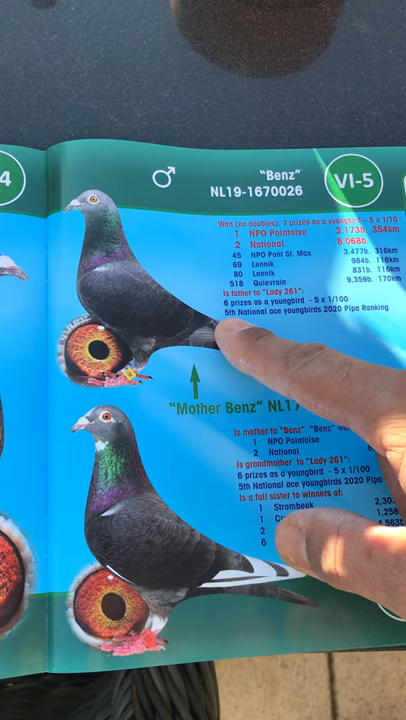 4
"Benz"
NL19-1670026
VI-5
Won (no doubles): 7 prizes as a youngbird - 5 x 1/10
1 NPO Pointoise 3,173b. 354km
2 National 8,068b.
45 NPO Pont St. Max 3,477b. 316km
69 Lennik 984b. 116km
80 Lennik 831b. 116km
518 Quievrain 9,359b. 170km
Is father to "Lady 261":
6 prizes as a youngbird - 5 x 1/100
5th National ace youngbirds 2020 Pipa Ranking
"Mother Benz" NL17
Is mother to "Benz". "Benz"
1 NPO Pointoise
2 National
Is grandmother to "Lady 261":
6 prizes as a youngbird - 5 x 1/100
5th National ace youngbirds 2020 Pipa
Is a full sister to winners of:
1 Strombeek
1 1,258
2
6